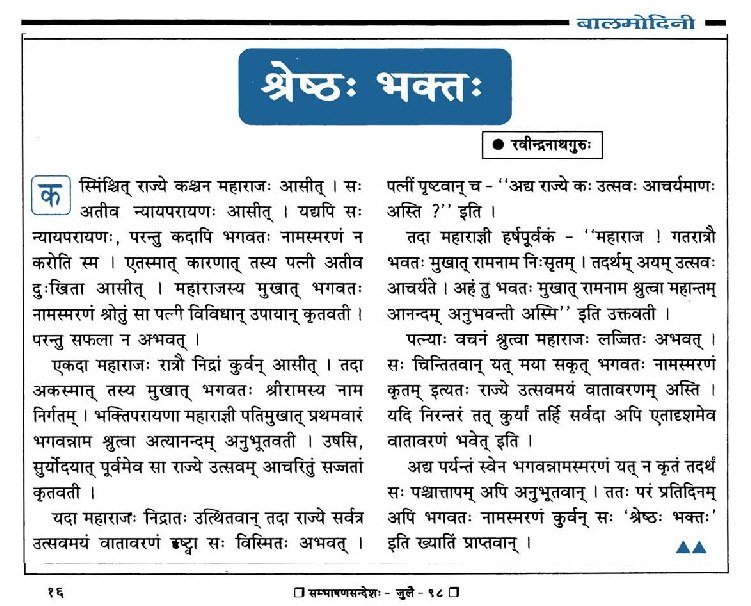 बालमोदिनी
श्रेष्ठः भक्तः
● रवीन्द्रनाथगुरुः
कस्मिंश्चित् राज्ये कश्चन महाराजः आसीत् । सः
अतीव न्यायपरायणः आसीत् । यद्यपि सः
न्यायपरायणः, परन्तु कदापि भगवतः नामस्मरणं न
करोति स्म । एतस्मात् कारणात् तस्य पत्नी अतीव
दुःखिता आसीत् । महाराजस्य मुखात् भगवतः
नामस्मरणं श्रोतुं सा पत्नी विविधान् उपायान् कृतवती ।
परन्तु सफला न अभवत् ।
एकदा महाराजः रात्रौ निद्रां कुर्वन् आसीत् । तदा
अकस्मात् तस्य मुखात् भगवतः श्रीरामस्य नाम
निर्गतम् । भक्तिपरायणा महाराज्ञी पतिमुखात् प्रथमवारं
भगवन्नाम श्रुत्वा अत्यानन्दम् अनुभूतवती । उषसि,
सुर्योदयात् पूर्वमेव सा राज्ये उत्सवम् आचरितुं सज्जतां
कृतवती ।
यदा महाराजः निद्रातः उत्थितवान् तदा राज्ये सर्वत्र
उत्सवमयं वातावरणं दृष्ट्वा सः विस्मितः अभवत् ।
पत्नीं पृष्टवान् च - ‘‘अद्य राज्ये कः उत्सवः आचर्यमाणः
अस्ति ?’’ इति ।
तदा महाराज्ञी हर्षपूर्वकं - ‘‘महाराज ! गतरात्रौ
भवतः मुखात् रामनाम निःसृतम् । तदर्थम् अयम् उत्सवः
आचर्यते । अहं तु भवतः मुखात् रामनाम श्रुत्वा महान्तम्
आनन्दम् अनुभवन्ती अस्मि’’ इति उक्तवती ।
पत्न्याः वचनं श्रुत्वा महाराजः लज्जितः अभवत् ।
सः चिन्तितवान् यत् मया सकृत् भगवतः नामस्मरणं
कृतम् इत्यतः राज्ये उत्सवमयं वातावरणम् अस्ति ।
यदि निरन्तरं तत् कुर्यां तर्हि सर्वदा अपि एतादृशमेव
वातावरणं भवेत् इति ।
अद्य पर्यन्तं स्वेन भगवन्नामस्मरणं यत् न कृतं तदर्थं
सः पश्चात्तापम् अपि अनुभूतवान् । ततः परं प्रतिदिनम्
अपि भगवतः नामस्मरणं कुर्वन् सः ‘श्रेष्ठः भक्तः’
इति ख्यातिं प्राप्तवान् ।
१६
❐ सम्भाषणसन्देशः - जुलै - ९८ ❐